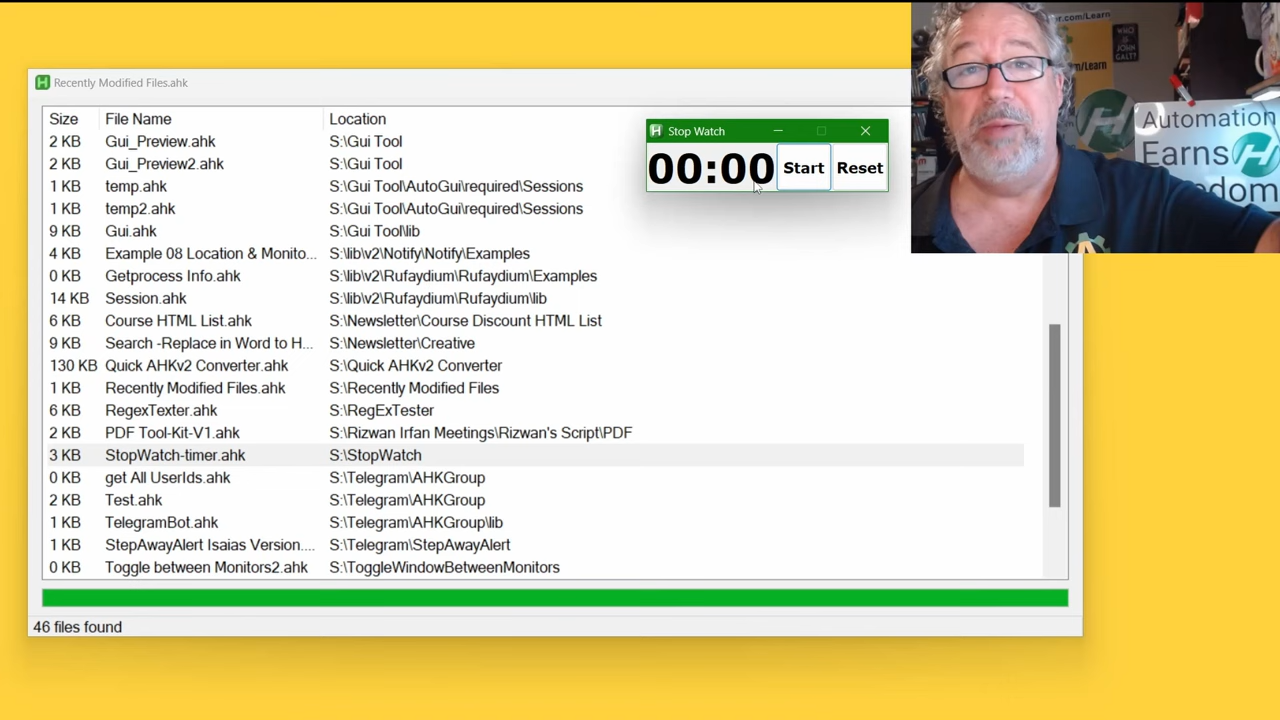 Recently Modified Files.ahk
Size File Name Location
2 KB Gui_Preview.ahk S:\Gui Tool
2 KB Gui_Preview2.ahk S:\Gui Tool
1 KB temp.ahk S:\Gui Tool\AutoGui\required\Sessions
1 KB temp2.ahk S:\Gui Tool\AutoGui\required\Sessions
9 KB Gui.ahk S:\Gui Tool\lib
4 KB Example 08 Location & Monito... S:\lib\v2\Notify\Notify\Examples
0 KB Getprocess Info.ahk S:\lib\v2\Rufaydium\Rufaydium\Examples
14 KB Session.ahk S:\lib\v2\Rufaydium\Rufaydium\lib
6 KB Course HTML List.ahk S:\Newsletter\Course Discount HTML List
9 KB Search -Replace in Word to H... S:\Newsletter\Creative
130 KB Quick AHKv2 Converter.ahk S:\Quick AHKv2 Converter
1 KB Recently Modified Files.ahk S:\Recently Modified Files
6 KB RegexTexter.ahk S:\RegExTester
2 KB PDF Tool-Kit-V1.ahk S:\Rizwan Irfan Meetings\Rizwan's Script\PDF
3 KB StopWatch-timer.ahk S:\StopWatch
0 KB get All UserIds.ahk S:\Telegram\AHKGroup
2 KB Test.ahk S:\Telegram\AHKGroup
1 KB TelegramBot.ahk S:\Telegram\AHKGroup\lib
1 KB StepAwayAlert Isaias Version.... S:\Telegram\StepAwayAlert
0 KB Toggle between Monitors2.ahk S:\ToggleWindowBetweenMonitors
46 files found
Stop Watch
00:00 Start Reset
or.com/Learn
WHO
IS
JOHN
GALT?
m/Learn
Automation
Earns
dom